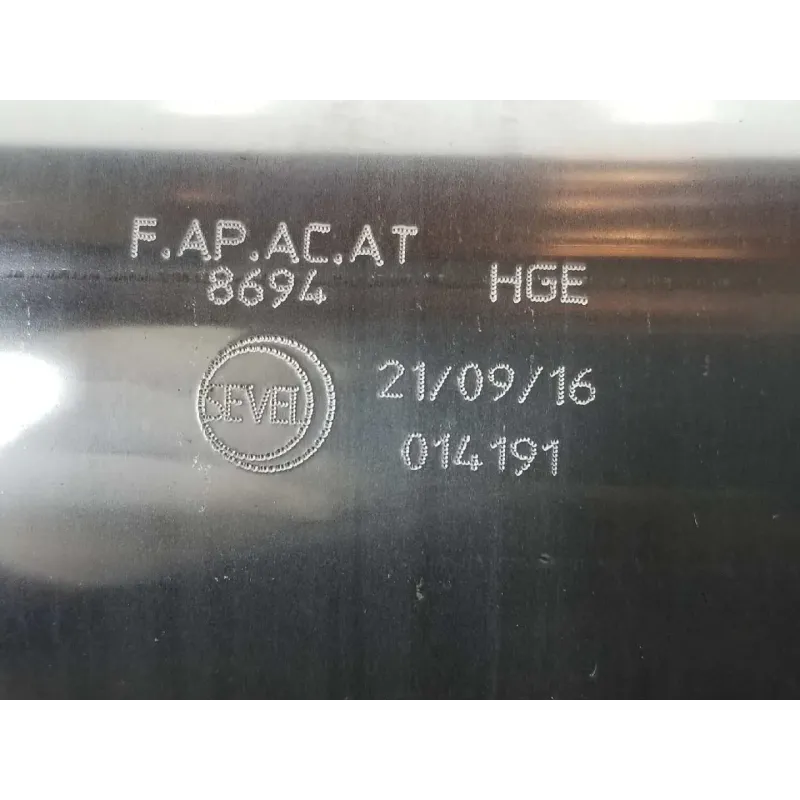 F.AP.AC.AT
8694
HGE
SEVEL
21/09/16
014191